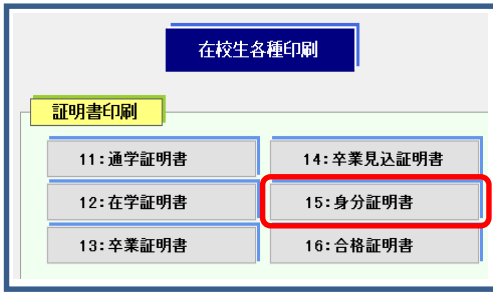 在校生各種印刷
証明書印刷
11:通学証明書
14:卒業見込証明書
12:在学証明書
15:身分証明書
13:卒業証明書
16:合格証明書